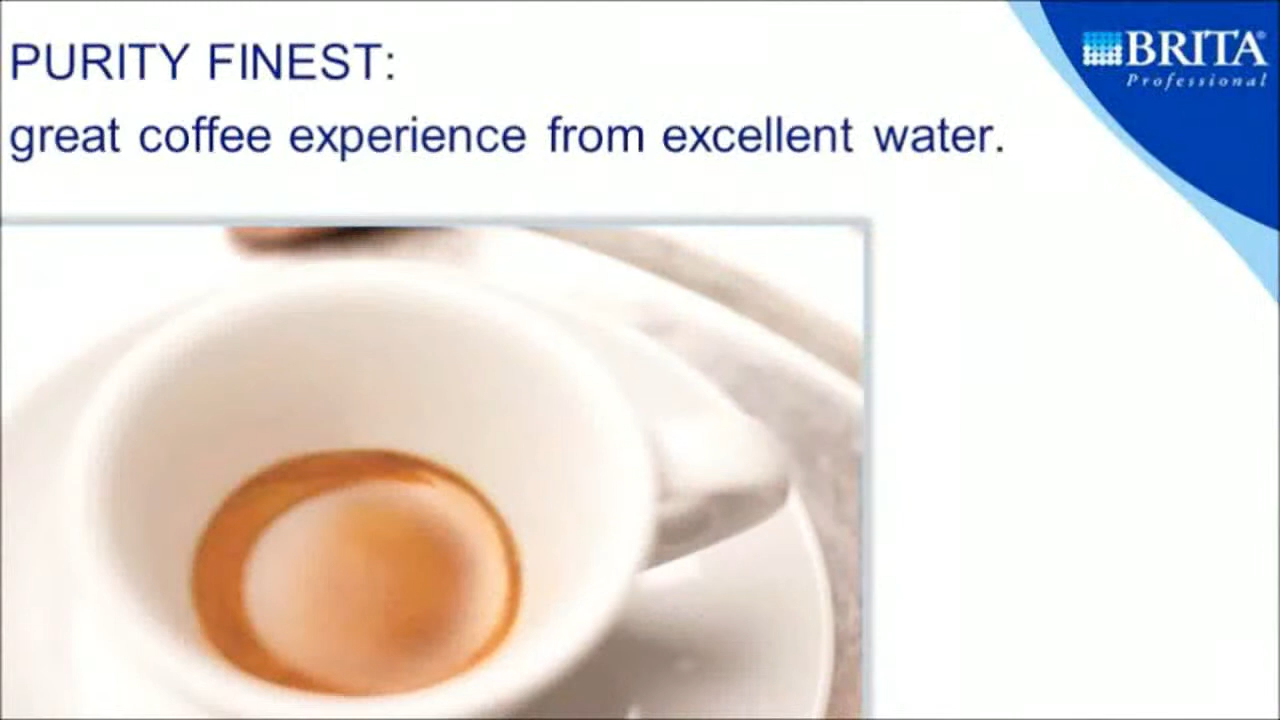 PURITY FINEST:
great coffee experience from excellent water.
BRITA®
Professional